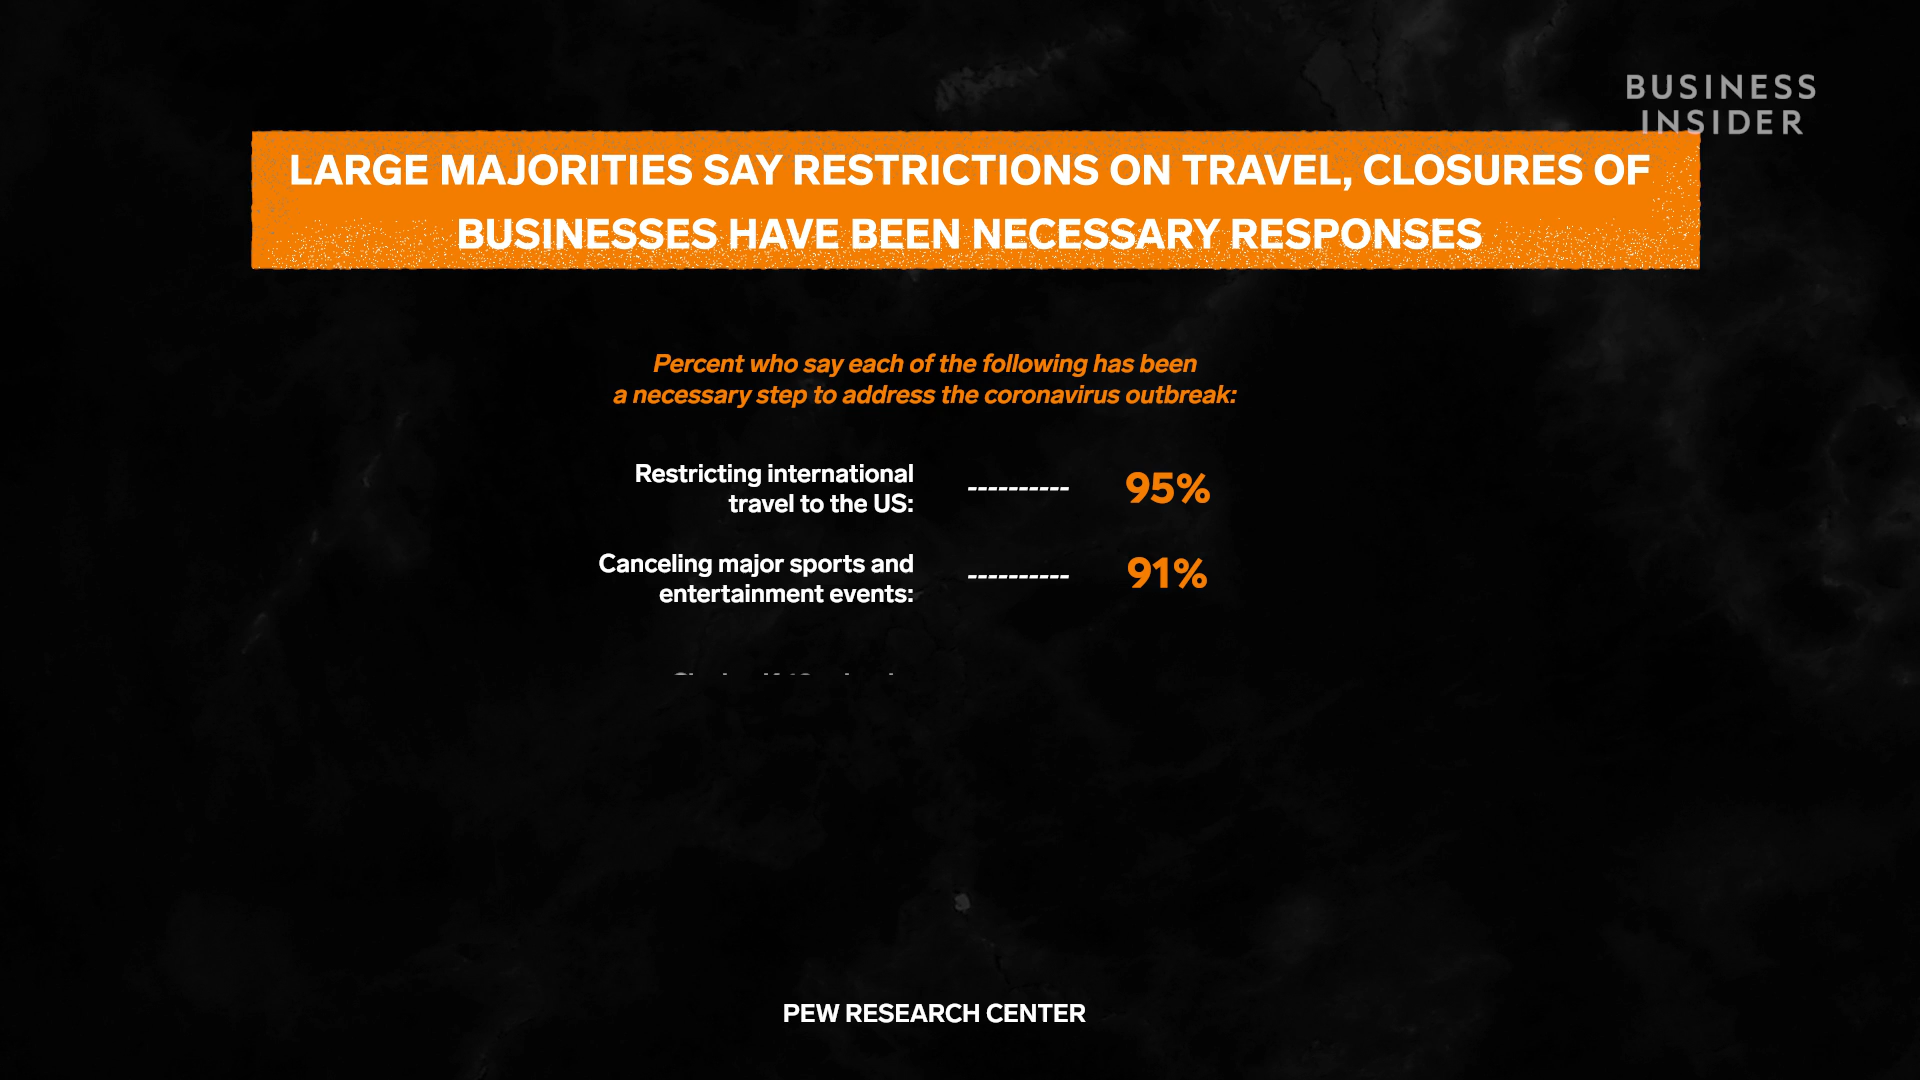 BUSINESS
INSIDER
LARGE MAJORITIES SAY RESTRICTIONS ON TRAVEL, CLOSURES OF
BUSINESSES HAVE BEEN NECESSARY RESPONSES
Percent who say each of the following has been
a necessary step to address the coronavirus outbreak:
Restricting international
travel to the US: ---------- 95%
Canceling major sports and
entertainment events: ---------- 91%
PEW RESEARCH CENTER